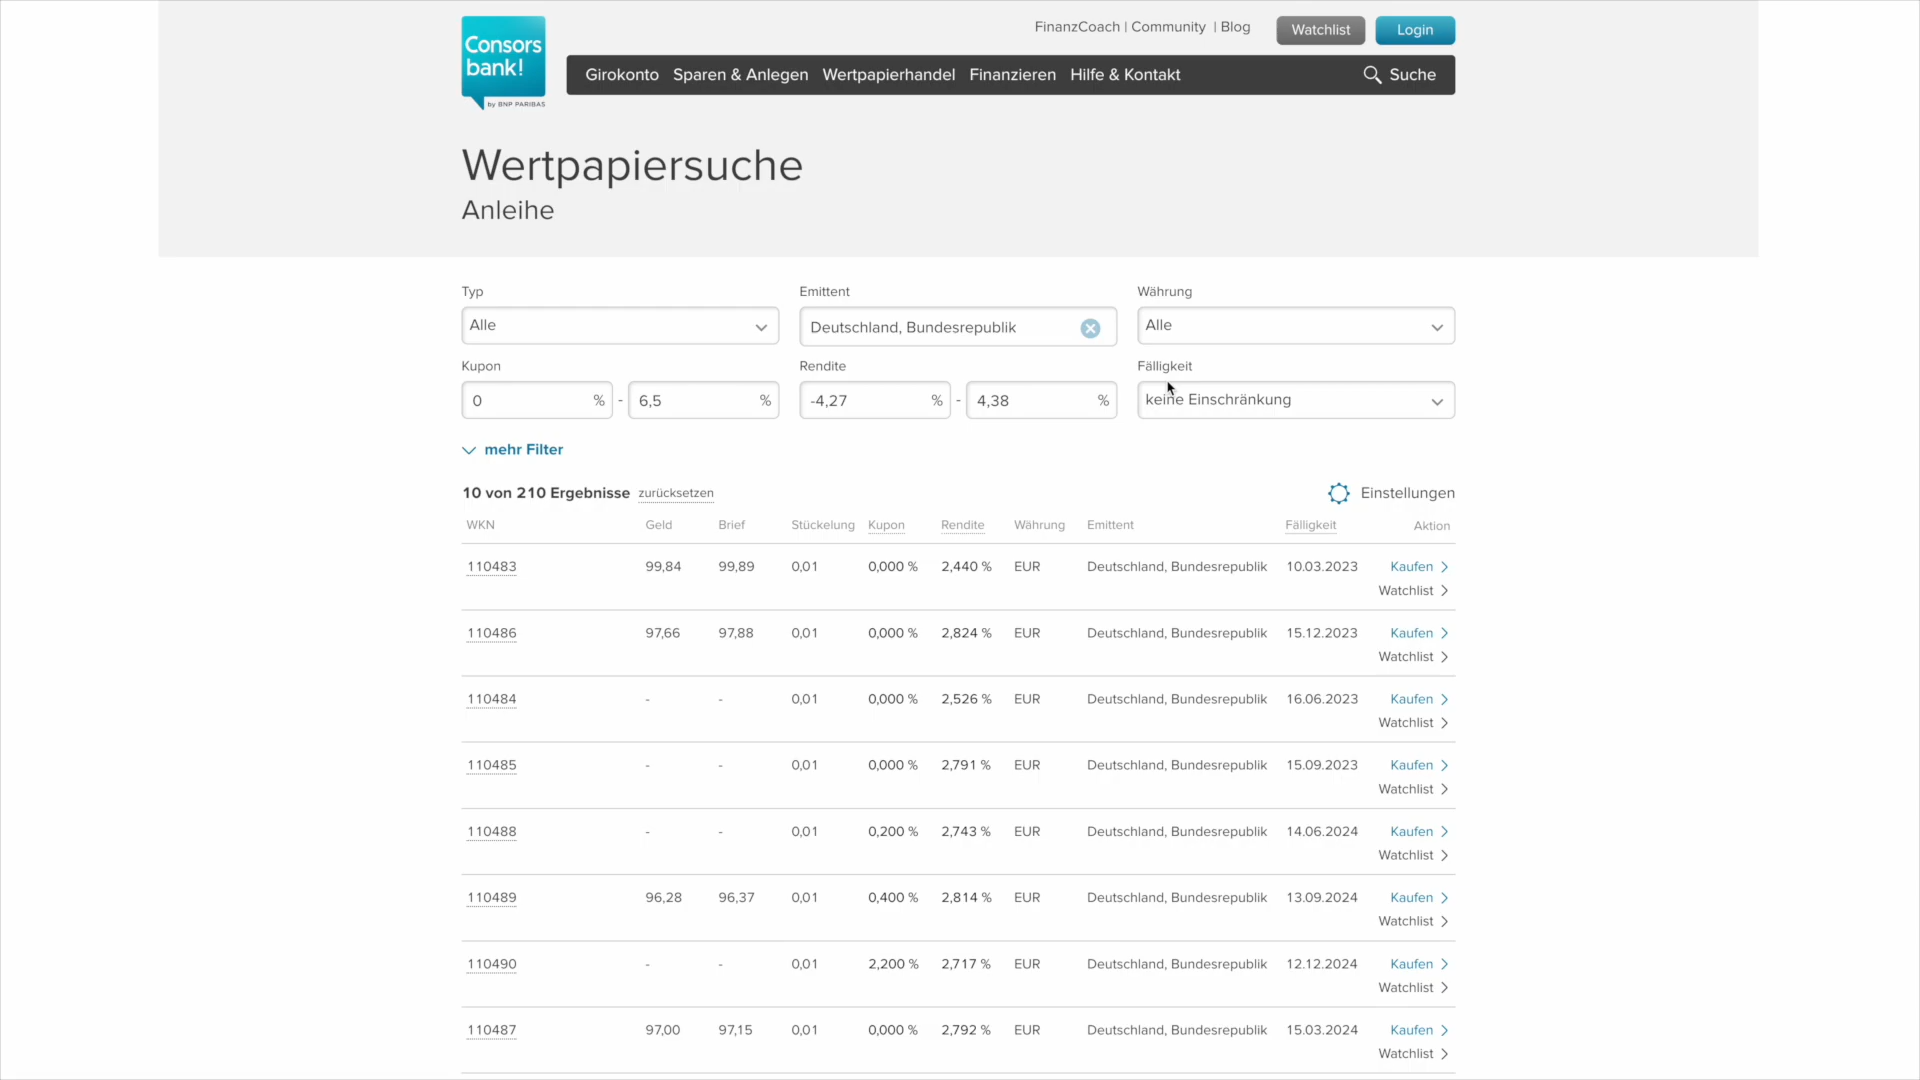 Consors
bank!
by BNP PARIBAS
FinanzCoach | Community | Blog
Watchlist
Login
Girokonto Sparen & Anlegen Wertpapierhandel Finanzieren Hilfe & Kontakt
Suche
Wertpapiersuche
Anleihe
Typ Emittent Währung
Alle Deutschland, Bundesrepublik Alle
Kupon Rendite Fälligkeit
0 % - 6,5 % -4,27 % - 4,38 % keine Einschränkung
mehr Filter
10 von 210 Ergebnisse zurücksetzen Einstellungen
WKN Geld Brief Stückelung Kupon Rendite Währung Emittent Fälligkeit Aktion
110483 99,84 99,89 0,01 0,000 % 2,440 % EUR Deutschland, Bundesrepublik 10.03.2023 Kaufen
Watchlist
110486 97,66 97,88 0,01 0,000 % 2,824 % EUR Deutschland, Bundesrepublik 15.12.2023 Kaufen
Watchlist
110484 - - 0,01 0,000 % 2,526 % EUR Deutschland, Bundesrepublik 16.06.2023 Kaufen
Watchlist
110485 - - 0,01 0,000 % 2,791 % EUR Deutschland, Bundesrepublik 15.09.2023 Kaufen
Watchlist
110488 - - 0,01 0,200 % 2,743 % EUR Deutschland, Bundesrepublik 14.06.2024 Kaufen
Watchlist
110489 96,28 96,37 0,01 0,400 % 2,814 % EUR Deutschland, Bundesrepublik 13.09.2024 Kaufen
Watchlist
110490 - - 0,01 2,200 % 2,717 % EUR Deutschland, Bundesrepublik 12.12.2024 Kaufen
Watchlist
110487 97,00 97,15 0,01 0,000 % 2,792 % EUR Deutschland, Bundesrepublik 15.03.2024 Kaufen
Watchlist